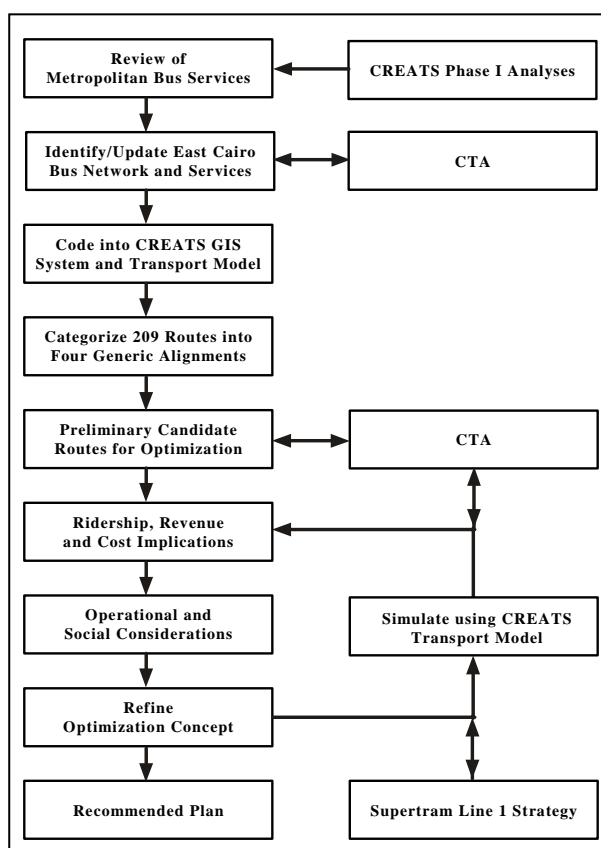 Review of
Metropolitan Bus Services
CREATS Phase I Analyses
Identify/Update East Cairo
Bus Network and Services
CTA
Code into CREATS GIS
System and Transport Model
Categorize 209 Routes into
Four Generic Alignments
Preliminary Candidate
Routes for Optimization
CTA
Ridership, Revenue
and Cost Implications
Operational and
Social Considerations
Simulate using CREATS
Transport Model
Refine
Optimization Concept
Recommended Plan
Supertram Line 1 Strategy